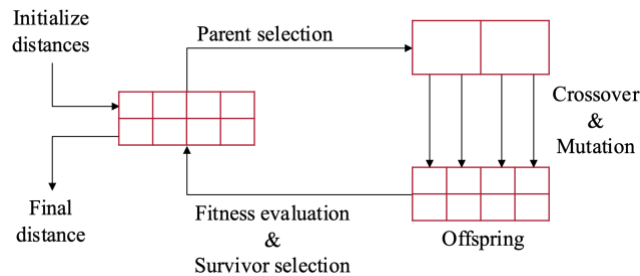 Initialize
distances
Parent selection
Crossover
&
Mutation
Final
distance
Fitness evaluation
&
Survivor selection
Offspring